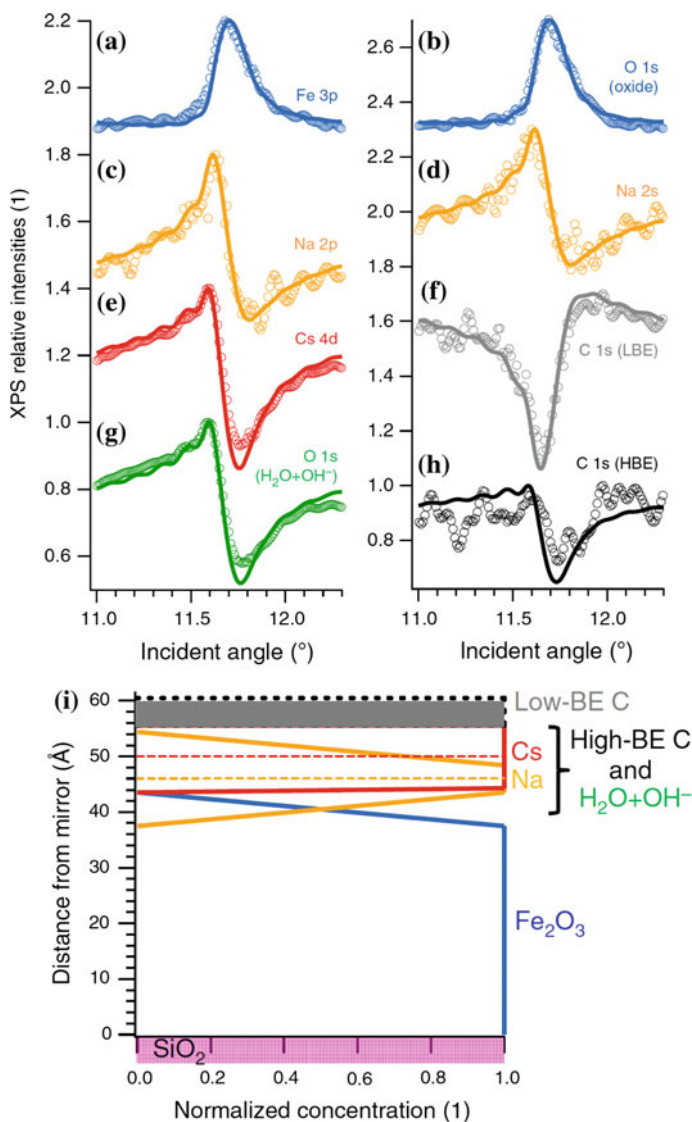 XPS relative intensities (1)
2.2
2.0
1.8
1.6
1.4
1.2
1.0
0.8
0.6
(a)
Fe 3p
(c)
Na 2p
(e)
Cs 4d
(g)
O 1s
(H₂O+OH⁻)
11.0
11.5
12.0
Incident angle (°)
2.6
2.4
2.2
2.0
1.8
1.6
1.4
1.2
1.0
0.8
(b)
O 1s
(oxide)
(d)
Na 2s
(f)
C 1s (LBE)
(h)
C 1s (HBE)
11.0
11.5
12.0
Incident angle (°)
(i)
Distance from mirror (Å)
60
50
40
30
20
10
0
Low-BE C
Cs
Na
High-BE C
and
H₂O+OH⁻
Fe₂O₃
SiO₂
0.0
0.2
0.4
0.6
0.8
1.0
Normalized concentration (1)